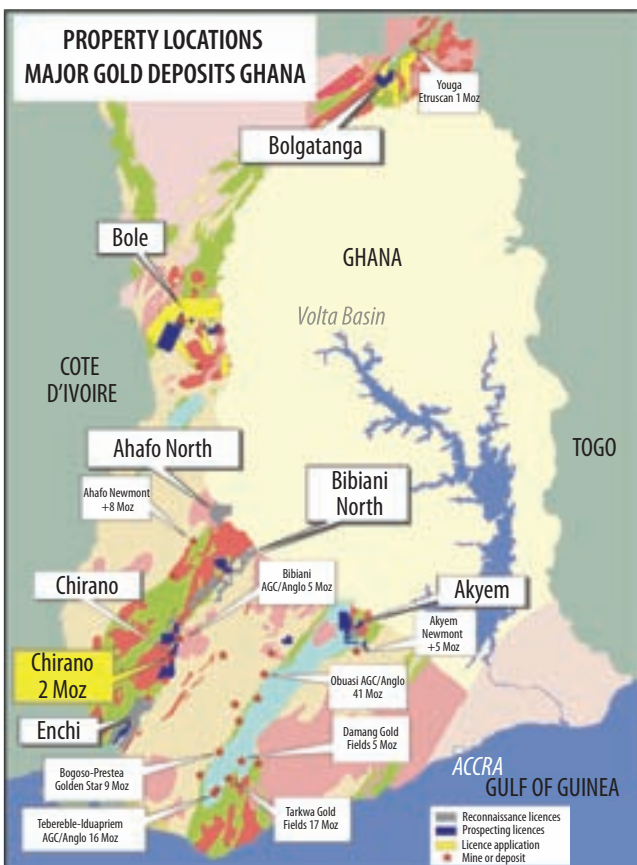 PROPERTY LOCATIONS
MAJOR GOLD DEPOSITS GHANA
Youga
Etruscan 1 Moz
Bolgatanga
Bole
GHANA
Volta Basin
COTE
D'IVOIRE
TOGO
Ahafo North
Ahafo Newmont
+8 Moz
Bibiani
North
Chirano
Bibiani
AGC/Anglo 5 Moz
Akyem
Akyem
Newmont
+5 Moz
Chirano
2 Moz
Obuasi AGC/Anglo
41 Moz
Enchi
Damang Gold
Fields 5 Moz
Bogoso-Prestea
Golden Star 9 Moz
ACCRA
GULF OF GUINEA
Tebereble-Iduapriem
AGC/Anglo 16 Moz
Tarkwa Gold
Fields 17 Moz
Reconnaissance licences
Prospecting licences
Licence application
Mine or deposit